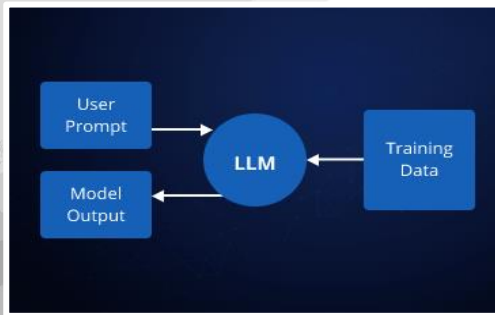 User
Prompt
LLM
Training
Data
Model
Output